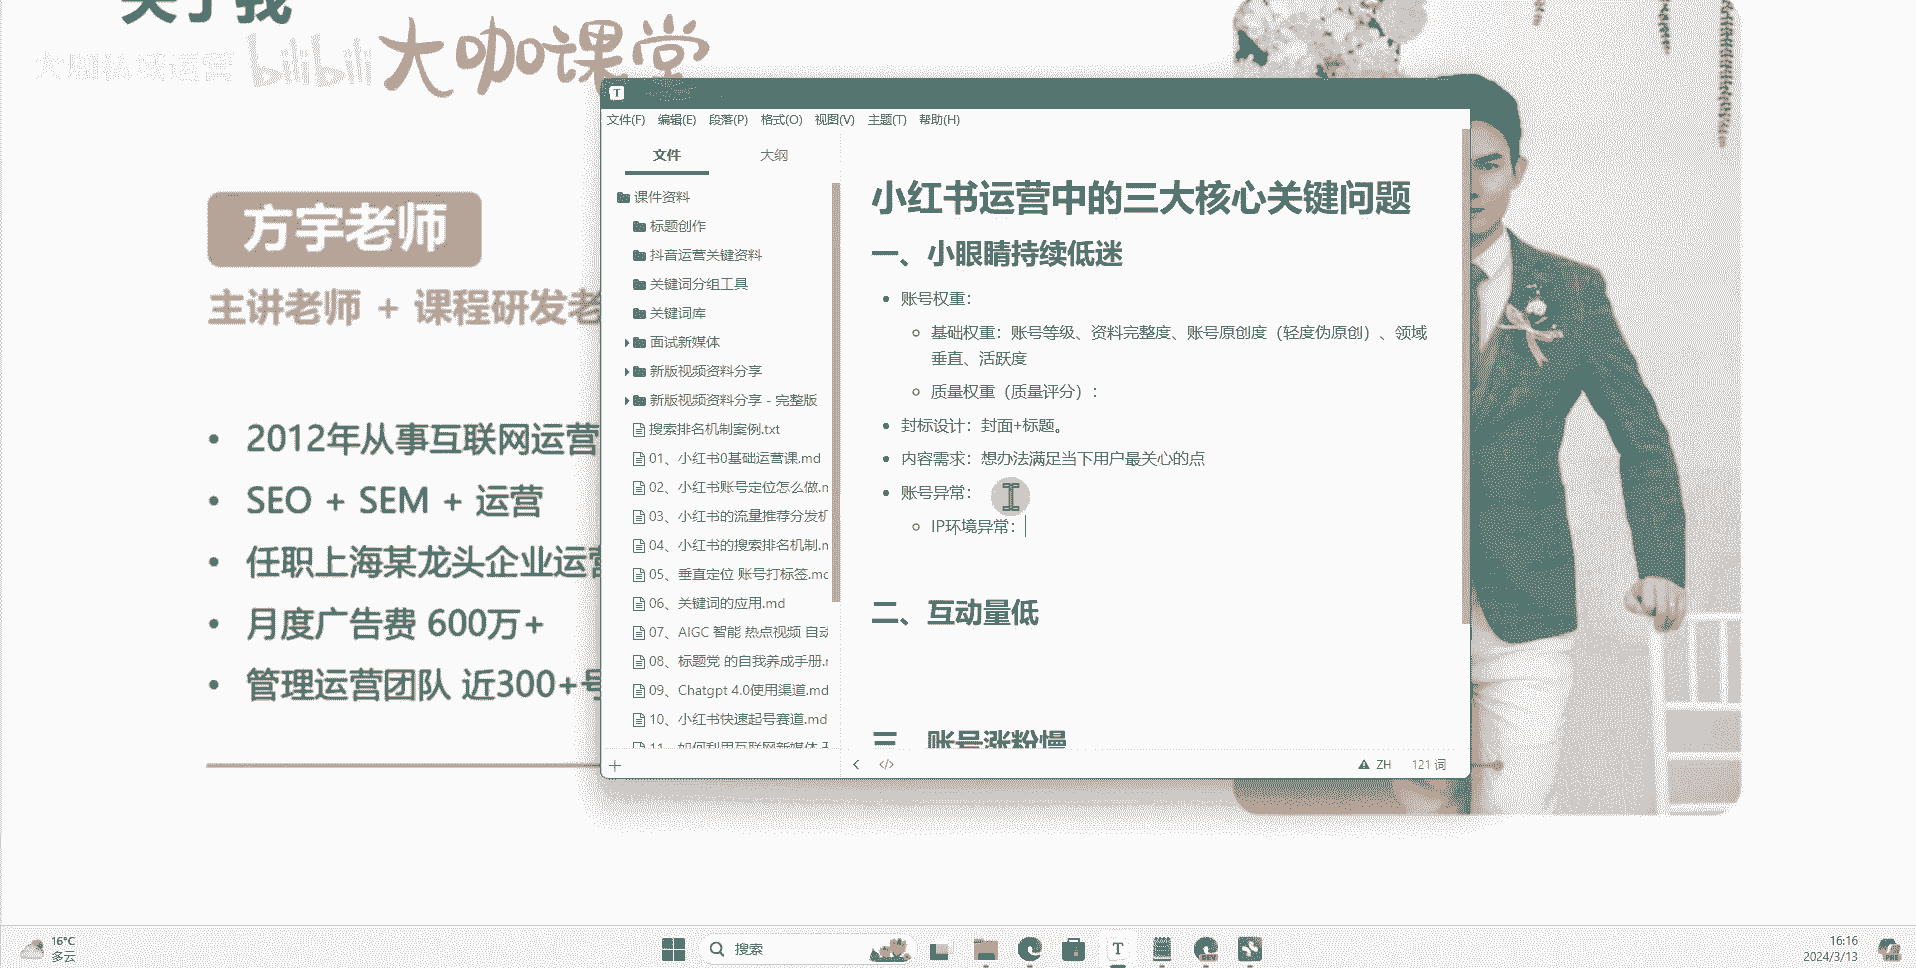 关于我
大咖私域运营 bilibili 大咖课堂
方宇老师
主讲老师 + 课程研发老
2012年从事互联网运营
SEO + SEM + 运营
任职上海某龙头企业运营
月度广告费 600万+
管理运营团队 近300+号
T
文件(F) 编辑(E) 段落(P) 格式(O) 视图(V) 主题(T) 帮助(H)
文件 大纲
课件资料
标题创作
抖音运营关键资料
关键词分组工具
关键词库
面试新媒体
新版视频资料分享
新版视频资料分享 - 完整版
搜索排名机制案例.txt
01、小红书0基础运营课.md
02、小红书账号定位怎么做.m
03、小红书的流量推荐分发机
04、小红书的搜索排名机制.m
05、垂直定位 账号打标签.md
06、关键词的应用.md
07、AIGC 智能 热点视频 自动
08、标题党 的自我养成手册.m
09、Chatgpt 4.0使用渠道.md
10、小红书快速起号赛道.md
11、如何利用互联网新媒体
小红书运营中的三大核心关键问题
一、小眼睛持续低迷
账号权重：
基础权重：账号等级、资料完整度、账号原创度（轻度伪原创）、领域
垂直、活跃度
质量权重（质量评分）：
封标设计：封面+标题。
内容需求：想办法满足当下用户最关心的点
账号异常：
IP环境异常：
二、互动量低
三、账号涨粉慢
ZH 121 词
16°C
多云
搜索
T
DEV
16:16
2024/3/13
PRE